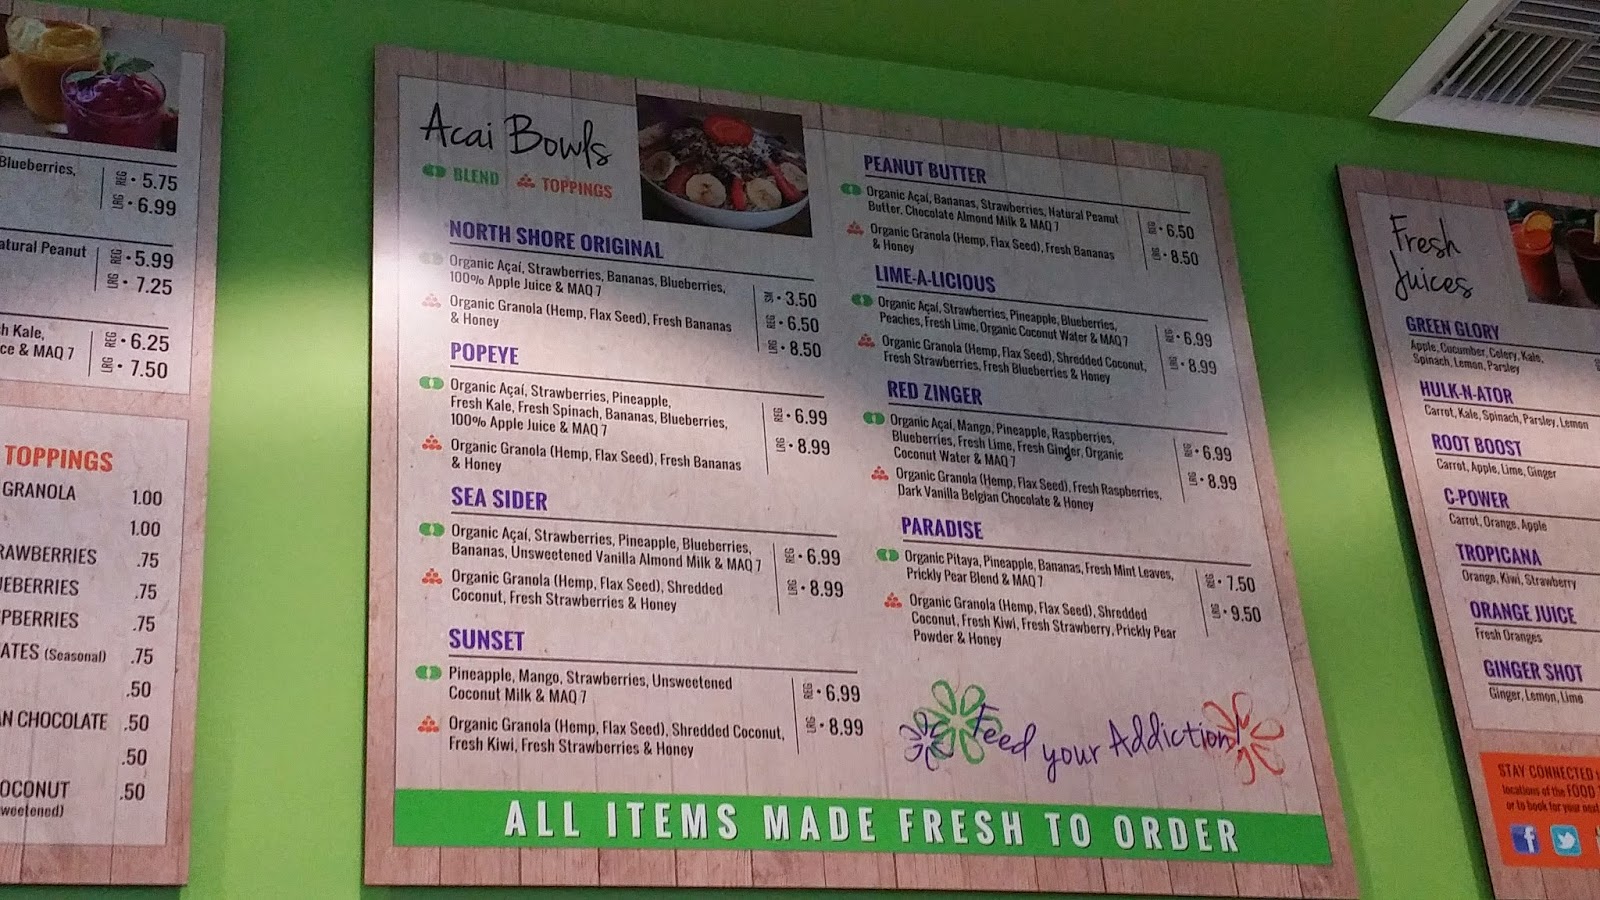 Blueberries,
REG • 5.75
LRG • 6.99
Natural Peanut
REG • 5.99
LRG • 7.25
Kale,
& MAQ 7
REG • 6.25
LRG • 7.50
TOPPINGS
GRANOLA 1.00
1.00
.75
.75
.75
(Seasonal) .75
.50
CHOCOLATE .50
.50
.50
Acai Bowls
BLEND TOPPINGS
NORTH SHORE ORIGINAL
Organic Açaí, Strawberries, Bananas, Blueberries,
100% Apple Juice & MAQ 7
Organic Granola (Hemp, Flax Seed), Fresh Bananas
& Honey
SM • 3.50
REG • 6.50
LRG • 8.50
POPEYE
Organic Açaí, Strawberries, Pineapple,
Fresh Kale, Fresh Spinach, Bananas, Blueberries,
100% Apple Juice & MAQ 7
Organic Granola (Hemp, Flax Seed), Fresh Bananas
& Honey
REG • 6.99
LRG • 8.99
SEA SIDER
Organic Açaí, Strawberries, Pineapple, Blueberries,
Bananas, Unsweetened Vanilla Almond Milk & MAQ 7
Organic Granola (Hemp, Flax Seed), Shredded
Coconut, Fresh Strawberries & Honey
REG • 6.99
LRG • 8.99
SUNSET
Pineapple, Mango, Strawberries, Unsweetened
Coconut Milk & MAQ 7
Organic Granola (Hemp, Flax Seed), Shredded Coconut,
Fresh Kiwi, Fresh Strawberries & Honey
REG • 6.99
LRG • 8.99
PEANUT BUTTER
Organic Açaí, Bananas, Strawberries, Natural Peanut
Butter, Chocolate Almond Milk & MAQ 7
Organic Granola (Hemp, Flax Seed), Fresh Bananas
& Honey
REG • 6.50
LRG • 8.50
LIME-A-LICIOUS
Organic Açaí, Strawberries, Pineapple, Blueberries,
Peaches, Fresh Lime, Organic Coconut Water & MAQ 7
Organic Granola (Hemp, Flax Seed), Shredded Coconut,
Fresh Strawberries, Fresh Blueberries & Honey
REG • 6.99
LRG • 8.99
RED ZINGER
Organic Açaí, Mango, Pineapple, Raspberries,
Blueberries, Fresh Lime, Fresh Ginger, Organic
Coconut Water & MAQ 7
Organic Granola (Hemp, Flax Seed), Fresh Raspberries,
Dark Vanilla Belgian Chocolate & Honey
REG • 6.99
LRG • 8.99
PARADISE
Organic Pitaya, Pineapple, Bananas, Fresh Mint Leaves,
Prickly Pear Blend & MAQ 7
Organic Granola (Hemp, Flax Seed), Shredded
Coconut, Fresh Kiwi, Fresh Strawberry, Prickly Pear
Powder & Honey
REG • 7.50
LRG • 9.50
Feed your Addiction!
ALL ITEMS MADE FRESH TO ORDER
Fresh
Juices
GREEN GLORY
Apple, Cucumber, Celery, Kale,
Spinach, Lemon, Parsley
HULK-N-ATOR
Carrot, Kale, Spinach, Parsley, Lemon
ROOT BOOST
Carrot, Apple, Lime, Ginger
C-POWER
Carrot, Orange, Apple
TROPICANA
Orange, Kiwi, Strawberry
ORANGE JUICE
Fresh Oranges
GINGER SHOT
Ginger, Lemon, Lime
STAY CONNECTED
locations of the FOOD
or to book for your next